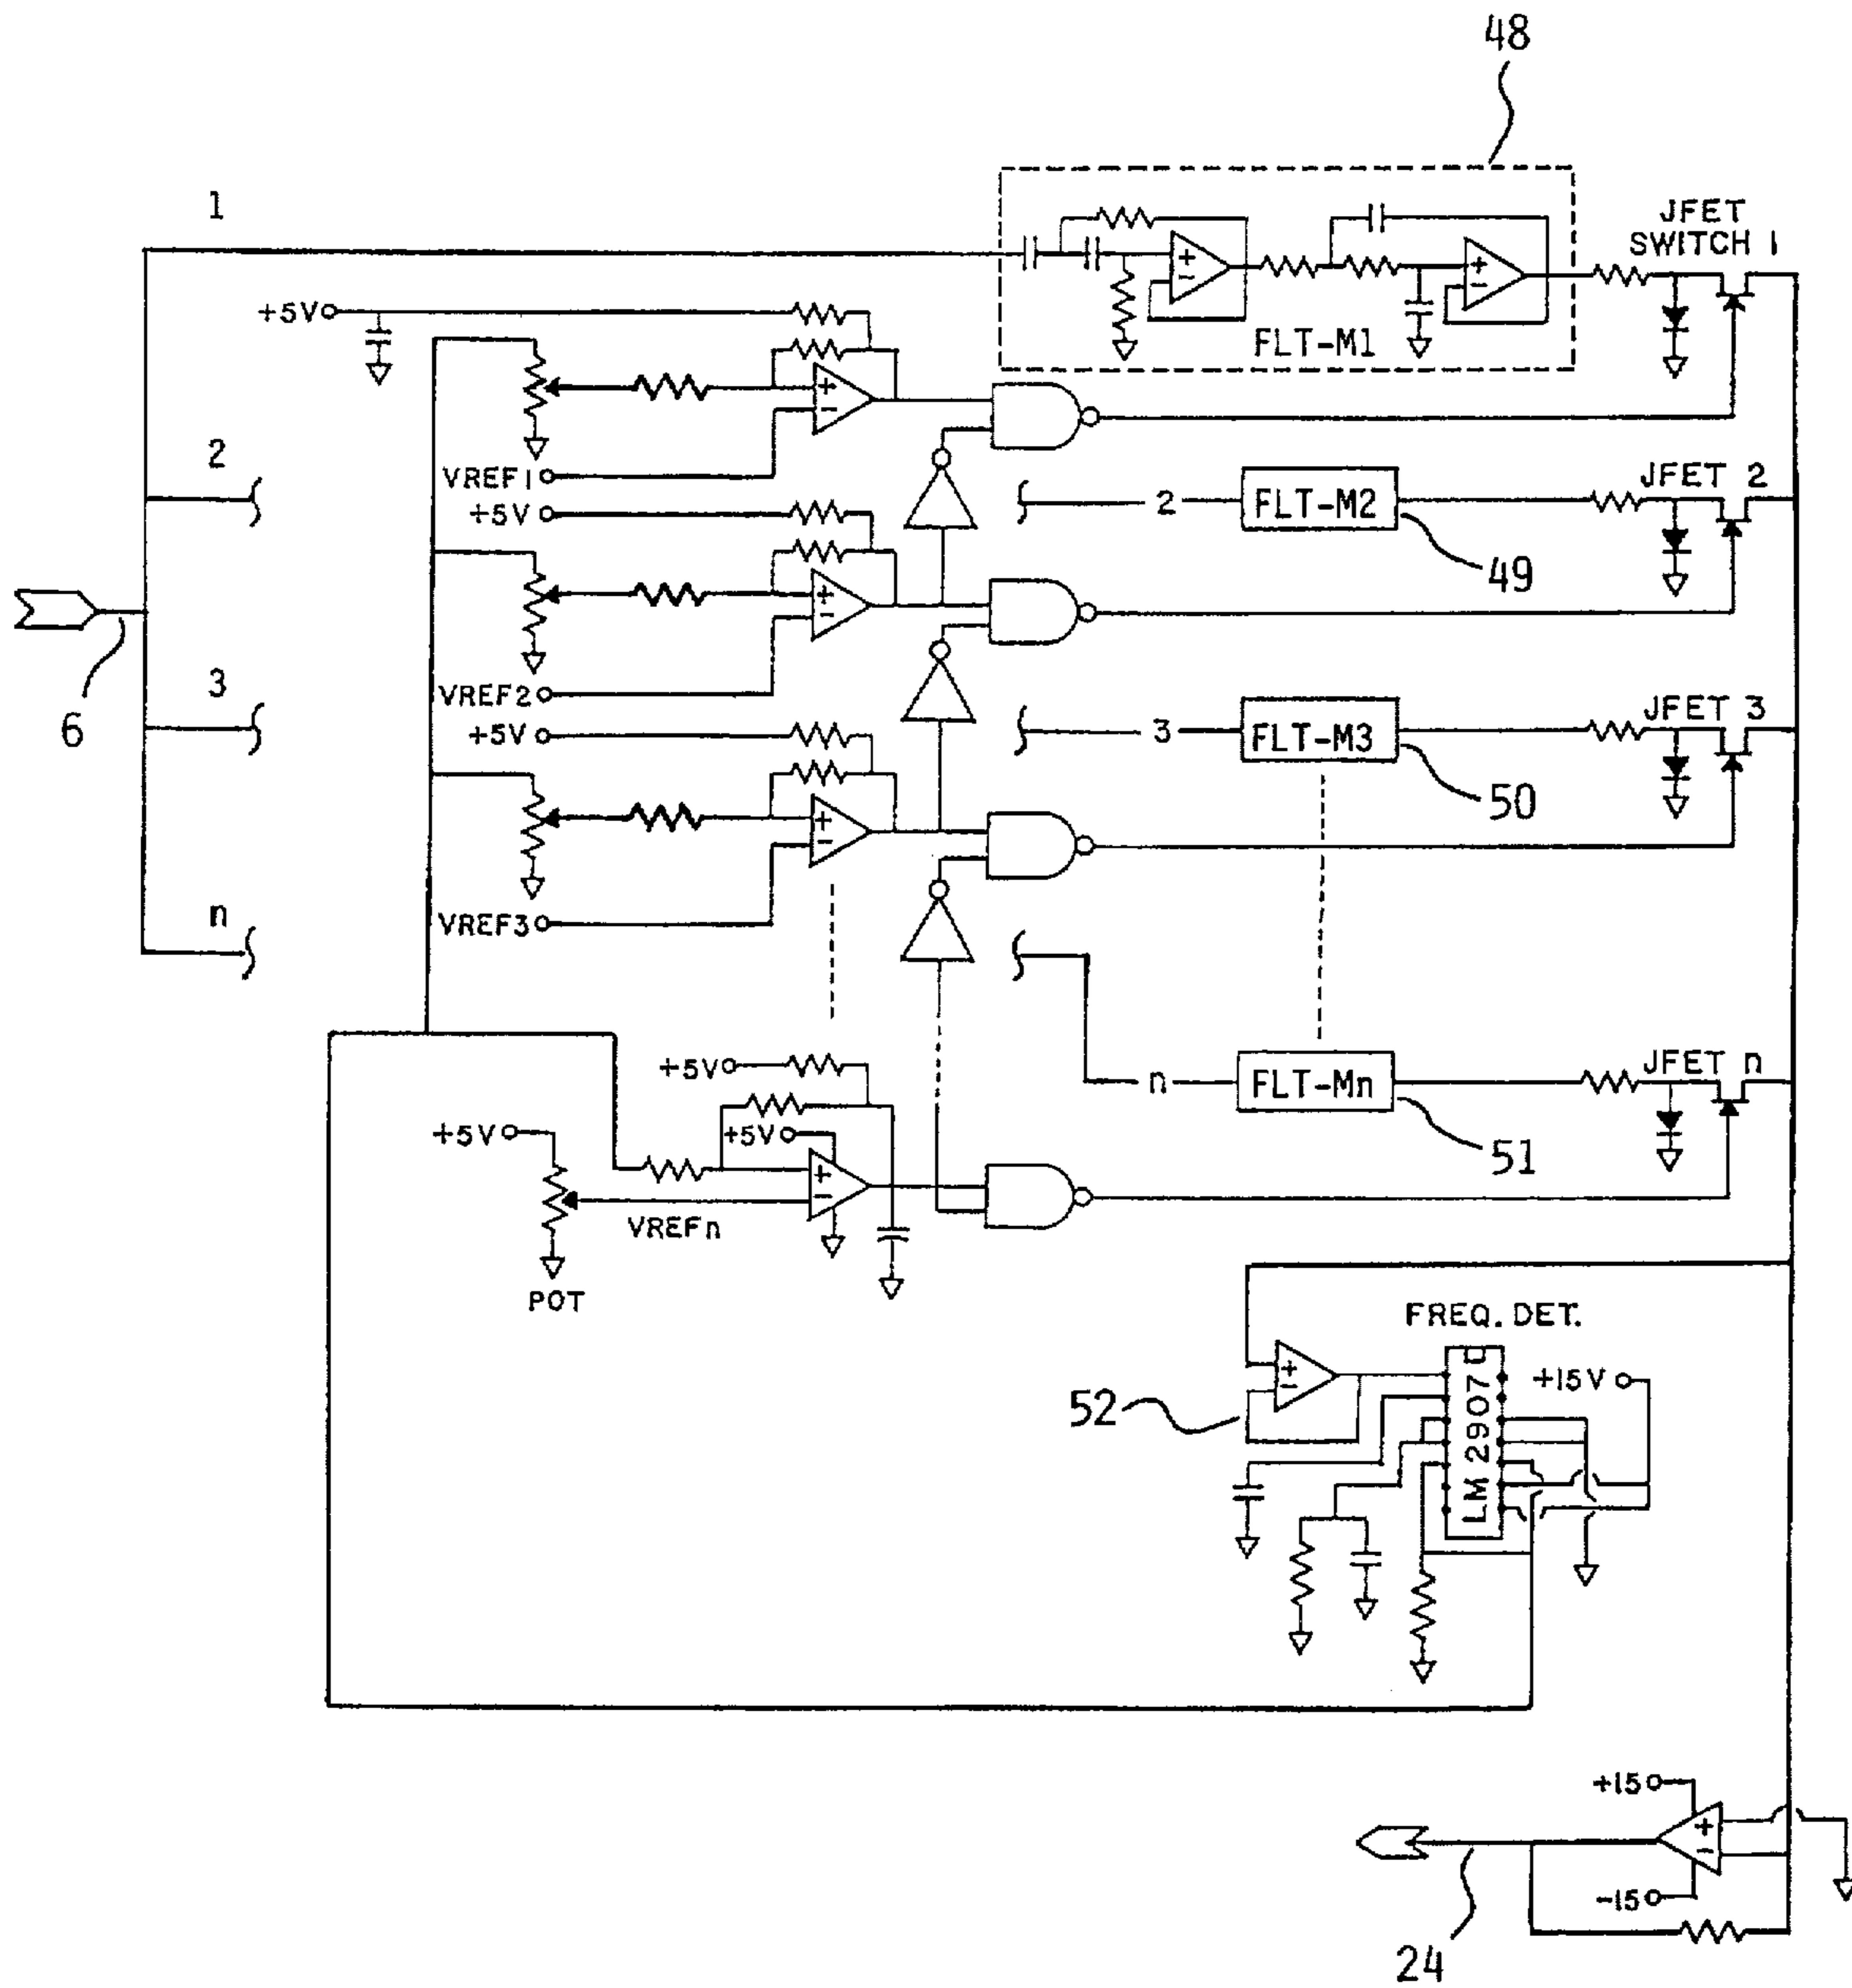 48
1
JFET
SWITCH 1
+5V
+
-
+
-
FLT-M1
+
-
2
VREF1
+5V
2
FLT-M2
JFET 2
49
+
-
6
3
VREF2
+5V
3
FLT-M3
JFET 3
50
+
-
n
VREF3
+5V
n
FLT-Mn
JFET n
+5V
+5V
51
+
-
VREFn
POT
FREQ. DET.
52
+
-
LM 2907
+15V
+15
+
-
-15
24